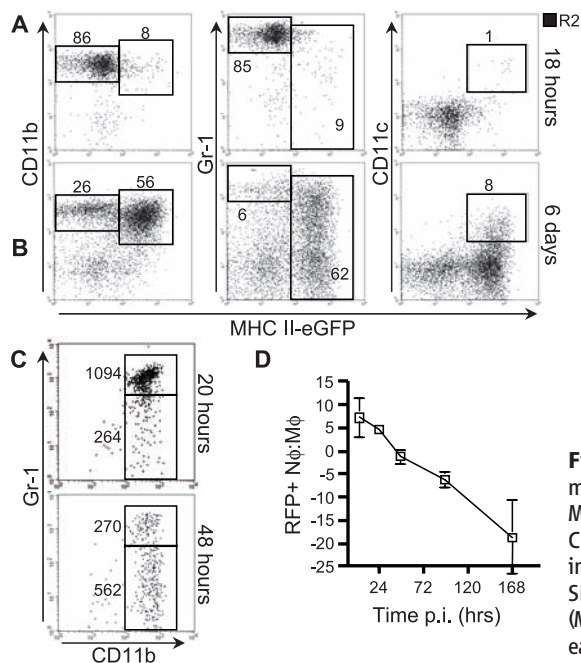 A
86
8
CD11b
85
9
Gr-1
1
CD11c
R2
18 hours
B
26
56
6
62
8
6 days
MHC II-eGFP
C
1094
264
20 hours
Gr-1
270
562
48 hours
CD11b
D
15
10
5
0
-5
-10
-15
-20
-25
RFP+ Nϕ:Mϕ
24 72 120 168
Time p.i. (hrs)
m
M
C
in
(M
ea